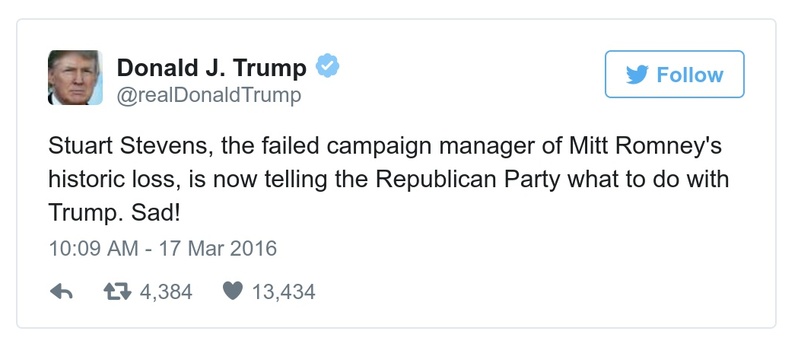 Donald J. Trump
@realDonaldTrump
Follow
Stuart Stevens, the failed campaign manager of Mitt Romney's
historic loss, is now telling the Republican Party what to do with
Trump. Sad!
10:09 AM - 17 Mar 2016
4,384 13,434